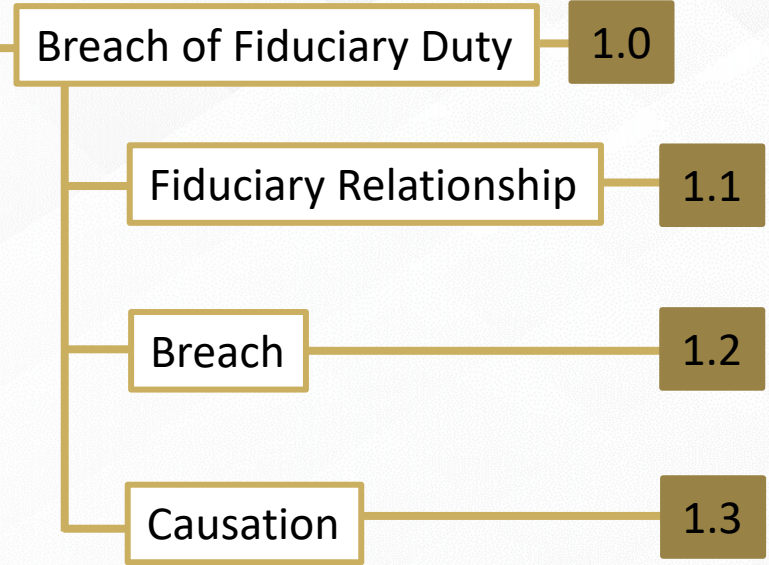 Breach of Fiduciary Duty 1.0
Fiduciary Relationship 1.1
Breach 1.2
Causation 1.3